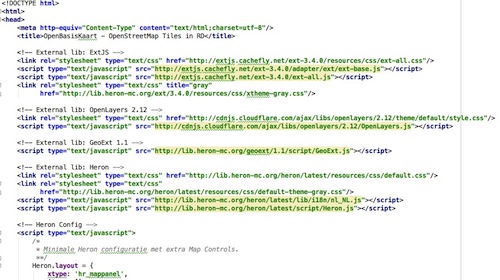 <!DOCTYPE html>
<html>
<head>
<meta http-equiv="Content-Type" content="text/html;charset=utf-8"/>
<title>OpenBasisKaart - OpenStreetMap Tiles in RD</title>
<!-- External lib: ExtJS -->
<link rel="stylesheet" type="text/css" href="http://extjs.cachefly.net/ext-3.4.0/resources/css/ext-all.css"/>
<script type="text/javascript" src="http://extjs.cachefly.net/ext-3.4.0/adapter/ext/ext-base.js"></script>
<script type="text/javascript" src="http://extjs.cachefly.net/ext-3.4.0/ext-all.js"></script>
<link rel="stylesheet" type="text/css" title="gray"
href="http://lib.heron-mc.org/ext/3.4.0/resources/css/xtheme-gray.css"/>
<!-- External lib: OpenLayers 2.12 -->
<link rel="stylesheet" type="text/css" href="http://cdnjs.cloudflare.com/ajax/libs/openlayers/2.12/theme/default/style.css"/>
<script type="text/javascript" src="http://cdnjs.cloudflare.com/ajax/libs/openlayers/2.12/OpenLayers.js"></script>
<!-- External lib: GeoExt 1.1 -->
<script type="text/javascript" src="http://lib.heron-mc.org/geoext/1.1/script/GeoExt.js"></script>
<!-- External lib: Heron -->
<link rel="stylesheet" type="text/css" href="http://lib.heron-mc.org/heron/latest/resources/css/default.css"/>
<link rel="stylesheet" type="text/css"
href="http://lib.heron-mc.org/heron/latest/resources/css/default-theme-gray.css"/>
<script type="text/javascript" src="http://lib.heron-mc.org/heron/latest/lib/i18n/nl_NL.js"></script>
<script type="text/javascript" src="http://lib.heron-mc.org/heron/latest/script/Heron.js"></script>
<!-- Heron Config -->
<script type="text/javascript">
/*
* Minimale Heron configuratie met extra Map Controls.
**/
Heron.layout = {
xtype: 'hr_mappanel',